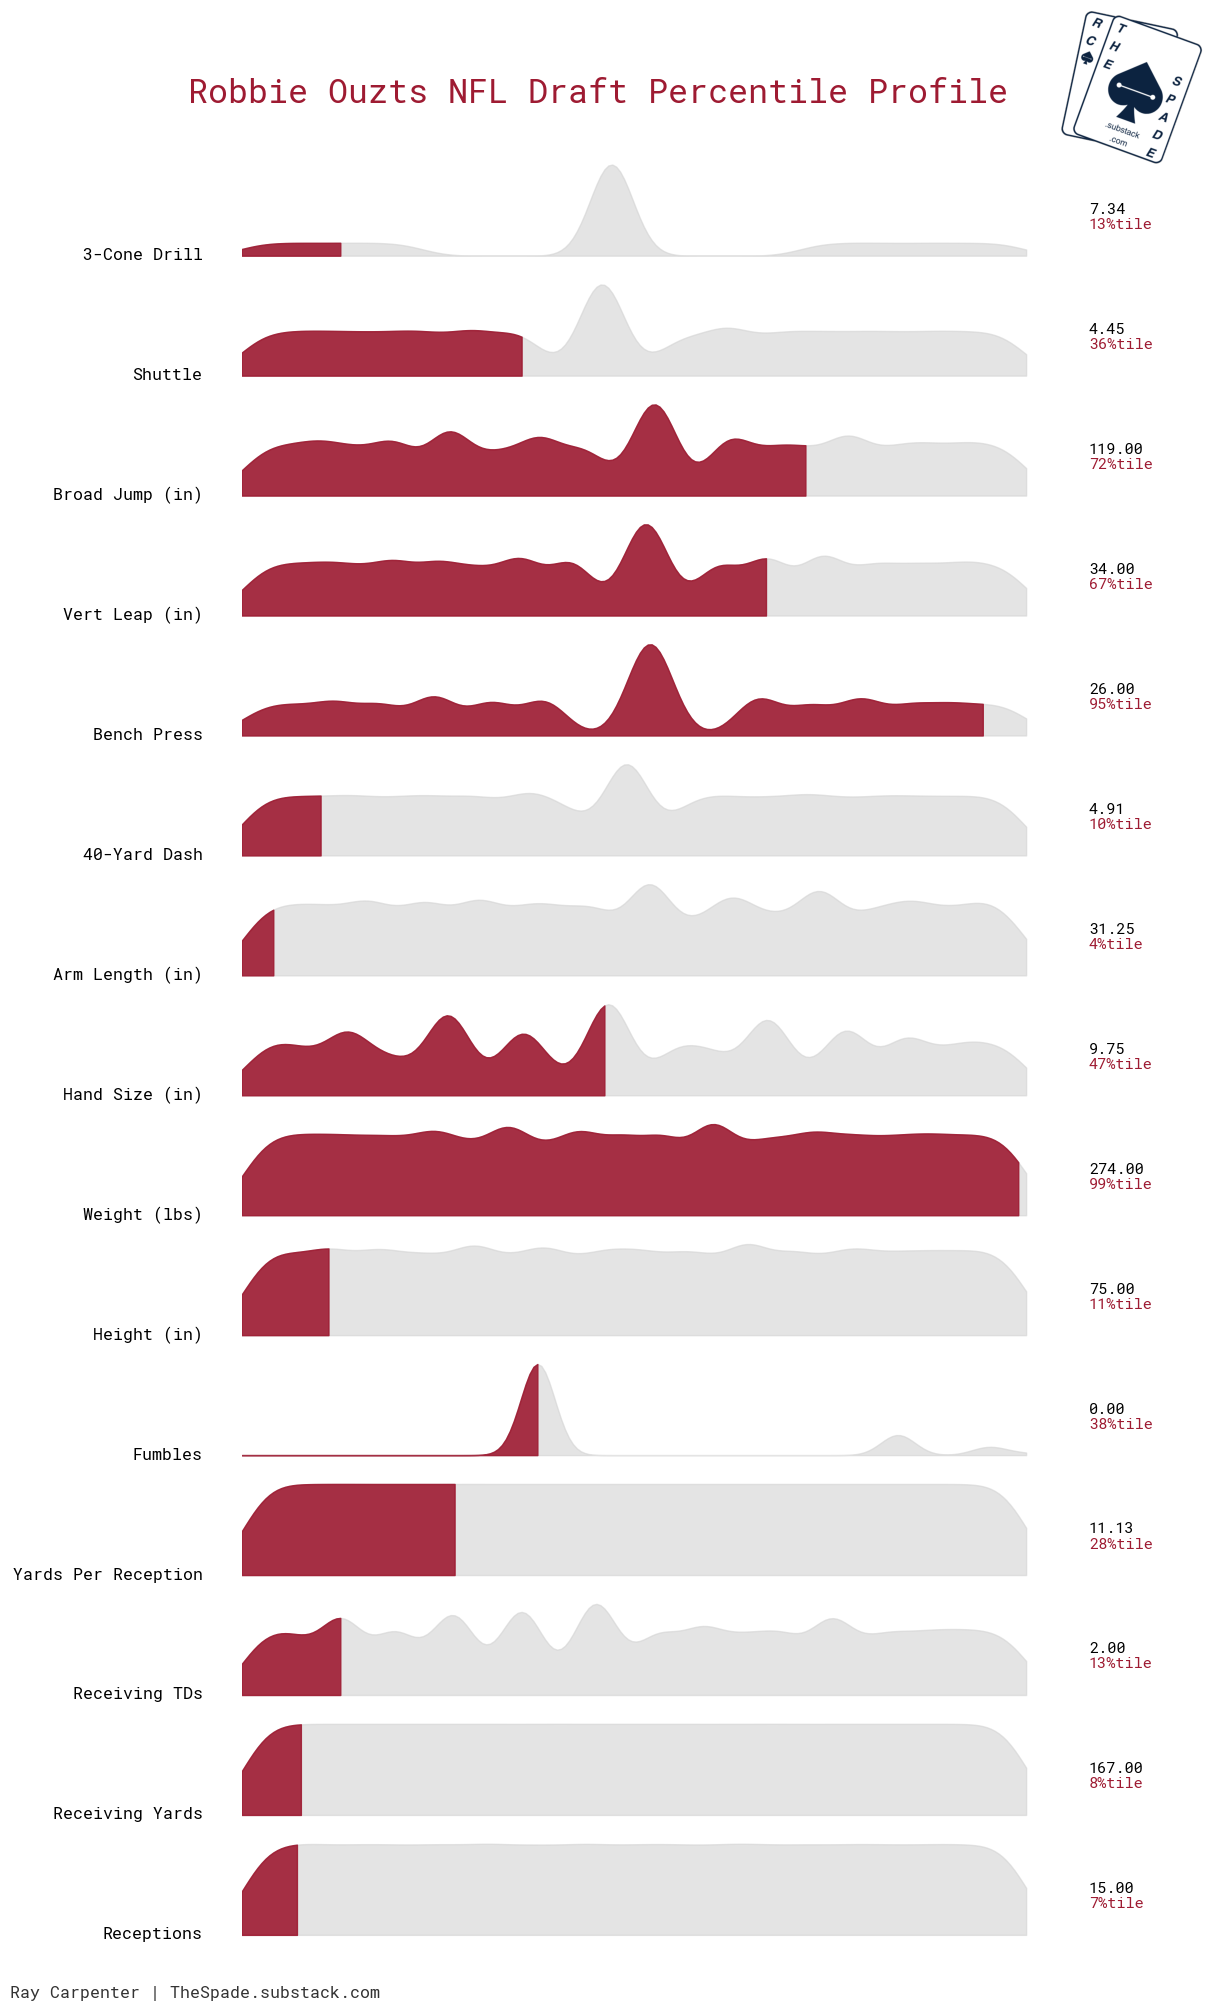 R
C
THE
SPADE
.substack
.com
Robbie Ouzts NFL Draft Percentile Profile
3-Cone Drill
7.34
13%tile
Shuttle
4.45
36%tile
Broad Jump (in)
119.00
72%tile
Vert Leap (in)
34.00
67%tile
Bench Press
26.00
95%tile
40-Yard Dash
4.91
10%tile
Arm Length (in)
31.25
4%tile
Hand Size (in)
9.75
47%tile
Weight (lbs)
274.00
99%tile
Height (in)
75.00
11%tile
Fumbles
0.00
38%tile
Yards Per Reception
11.13
28%tile
Receiving TDs
2.00
13%tile
Receiving Yards
167.00
8%tile
Receptions
15.00
7%tile
Ray Carpenter | TheSpade.substack.com